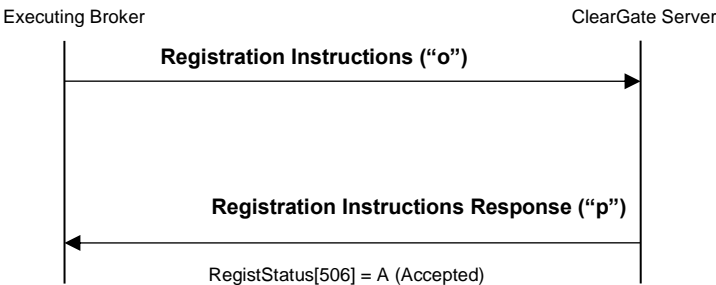 Executing Broker
ClearGate Server
Registration Instructions (“o”)
Registration Instructions Response (“p”)
RegistStatus[506] = A (Accepted)